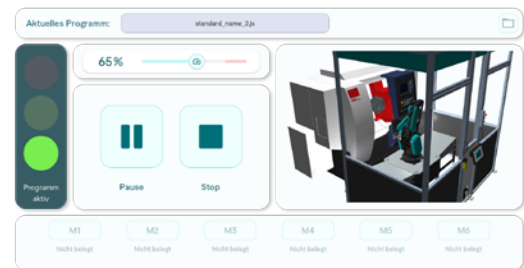 Aktuelles Programm: standard_name_2.js
65%
Programm
aktiv
Pause Stop
M1 M2 M3 M4 M5 M6
Nicht belegt Nicht belegt Nicht belegt Nicht belegt Nicht belegt Nicht belegt